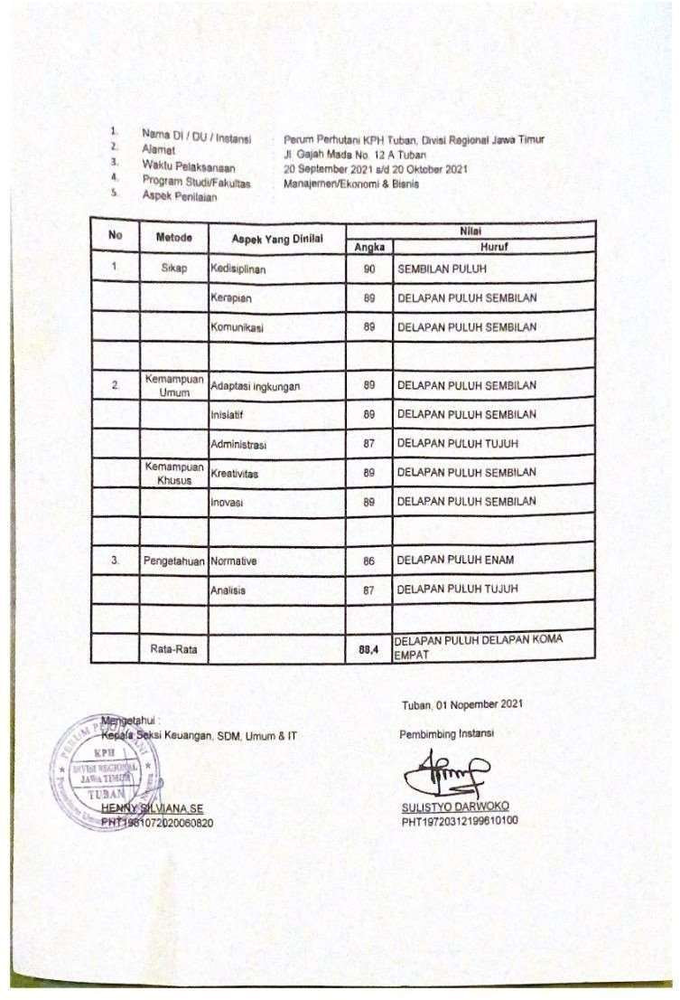 1. Nama DI / DU / Instansi : Perum Perhutani KPH Tuban, Divisi Regional Jawa Timur
2. Alamat : Jl. Gajah Mada No. 12 A Tuban
3. Waktu Pelaksanaan : 20 September 2021 s/d 20 Oktober 2021
4. Program Studi/Fakultas : Manajemen/Ekonomi & Bisnis
5. Aspek Penilaian
No Metode Aspek Yang Dinilai Nilai
Angka Huruf
1. Sikap Kedisiplinan 90 SEMBILAN PULUH
Kerapian 89 DELAPAN PULUH SEMBILAN
Komunikasi 89 DELAPAN PULUH SEMBILAN
2. Kemampuan Umum Adaptasi ingkungan 89 DELAPAN PULUH SEMBILAN
Inisiatif 89 DELAPAN PULUH SEMBILAN
Administrasi 87 DELAPAN PULUH TUJUH
Kemampuan Khusus Kreativitas 89 DELAPAN PULUH SEMBILAN
Inovasi 89 DELAPAN PULUH SEMBILAN
3. Pengetahuan Normative 86 DELAPAN PULUH ENAM
Analisis 87 DELAPAN PULUH TUJUH
Rata-Rata 88,4 DELAPAN PULUH DELAPAN KOMA
EMPAT
Tuban, 01 Nopember 2021
Mengetahui :
Kepala Seksi Keuangan, SDM, Umum & IT
Pembimbing Instansi
PERUM PERHUTANI
KPH
DIVISI REGIONAL
JAWA TIMUR
TUBAN
HENNY SILVIANA,SE
PHT1981072020060820
SULISTYO DARWOKO
PHT19720312199610100